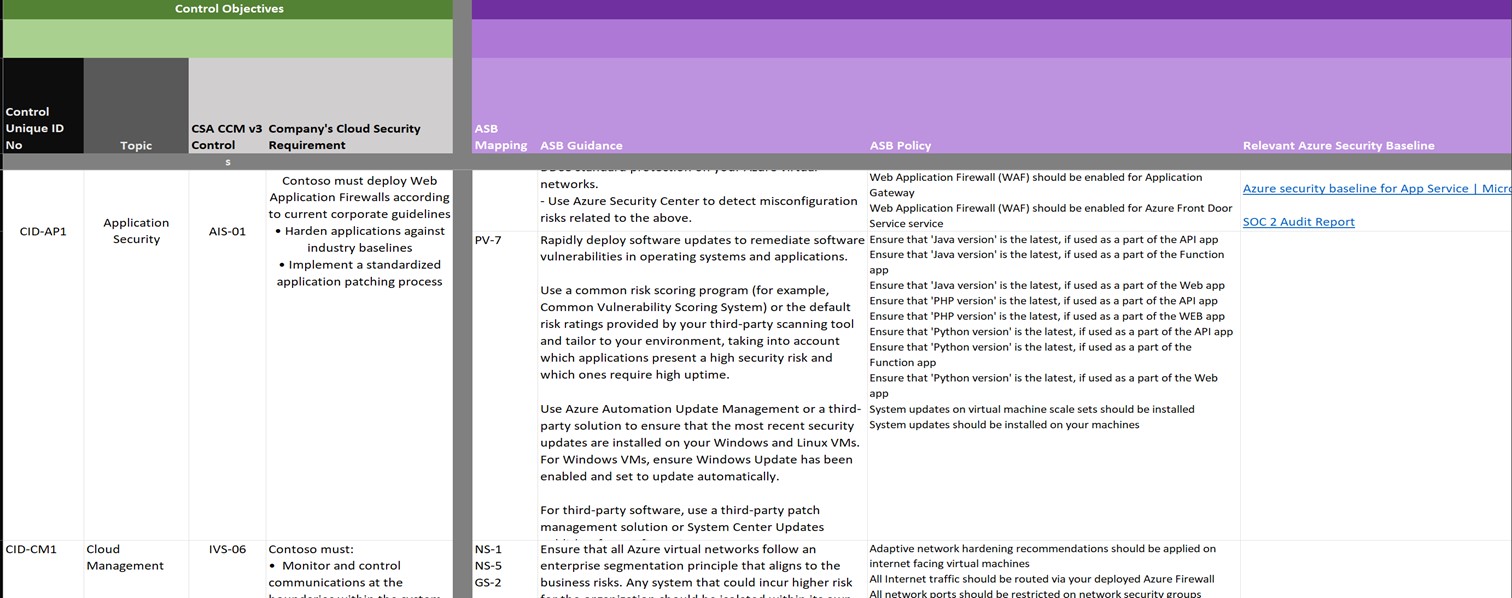 Control Objectives
Control
Unique ID
No
Topic
CSA CCM v3
Control
s
Company's Cloud Security
Requirement
ASB
Mapping
ASB Guidance
ASB Policy
Relevant Azure Security Baseline
CID-AP1
Application
Security
AIS-01
Contoso must deploy Web
Application Firewalls according
to current corporate guidelines
• Harden applications against
industry baselines
• Implement a standardized
application patching process
DDoS standard protection on your Azure virtual
networks.
- Use Azure Security Center to detect misconfiguration
risks related to the above.
Web Application Firewall (WAF) should be enabled for Application
Gateway
Web Application Firewall (WAF) should be enabled for Azure Front Door
Service service
Azure security baseline for App Service | Micro
SOC 2 Audit Report
PV-7
Rapidly deploy software updates to remediate software
vulnerabilities in operating systems and applications.
Use a common risk scoring program (for example,
Common Vulnerability Scoring System) or the default
risk ratings provided by your third-party scanning tool
and tailor to your environment, taking into account
which applications present a high security risk and
which ones require high uptime.
Use Azure Automation Update Management or a third-
party solution to ensure that the most recent security
updates are installed on your Windows and Linux VMs.
For Windows VMs, ensure Windows Update has been
enabled and set to update automatically.
For third-party software, use a third-party patch
management solution or System Center Updates
Ensure that 'Java version' is the latest, if used as a part of the API app
Ensure that 'Java version' is the latest, if used as a part of the Function
app
Ensure that 'Java version' is the latest, if used as a part of the Web app
Ensure that 'PHP version' is the latest, if used as a part of the API app
Ensure that 'PHP version' is the latest, if used as a part of the WEB app
Ensure that 'Python version' is the latest, if used as a part of the API app
Ensure that 'Python version' is the latest, if used as a part of the
Function app
Ensure that 'Python version' is the latest, if used as a part of the Web
app
System updates on virtual machine scale sets should be installed
System updates should be installed on your machines
CID-CM1
Cloud
Management
IVS-06
Contoso must:
• Monitor and control
communications at the
boundaries within the system
NS-1
NS-5
GS-2
Ensure that all Azure virtual networks follow an
enterprise segmentation principle that aligns to the
business risks. Any system that could incur higher risk
for the organization should be isolated within its own
Adaptive network hardening recommendations should be applied on
internet facing virtual machines
All Internet traffic should be routed via your deployed Azure Firewall
All network ports should be restricted on network security groups